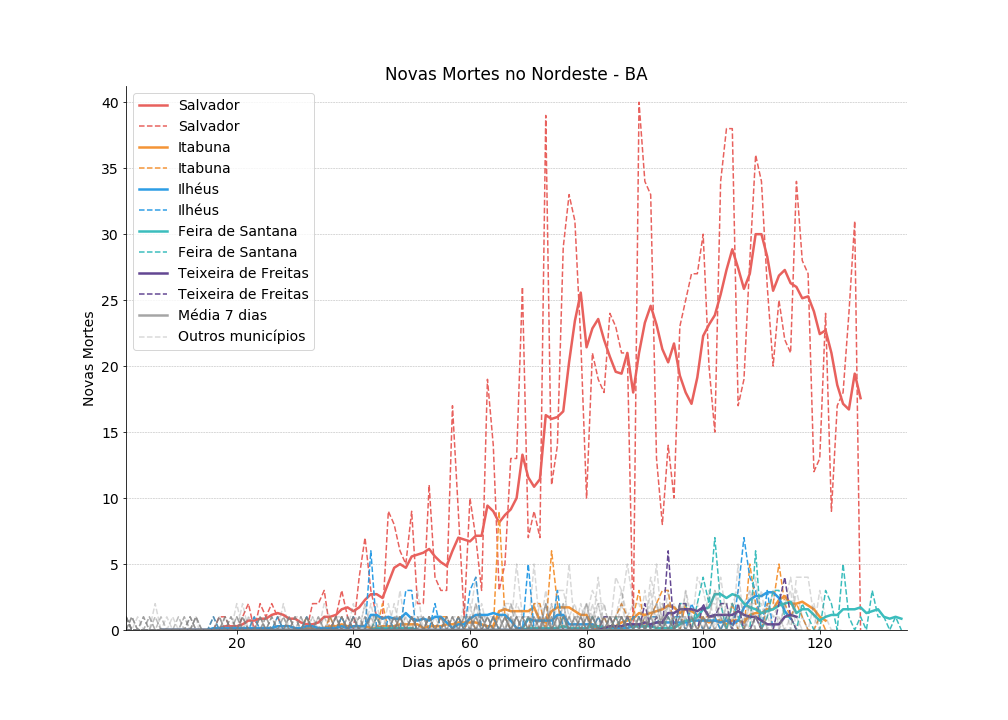 Novas Mortes no Nordeste - BA
40
35
30
25
20
15
10
5
0
Novas Mortes
Salvador
Salvador
Itabuna
Itabuna
Ilhéus
Ilhéus
Feira de Santana
Feira de Santana
Teixeira de Freitas
Teixeira de Freitas
Média 7 dias
Outros municípios
20 40 60 80 100 120
Dias após o primeiro confirmado